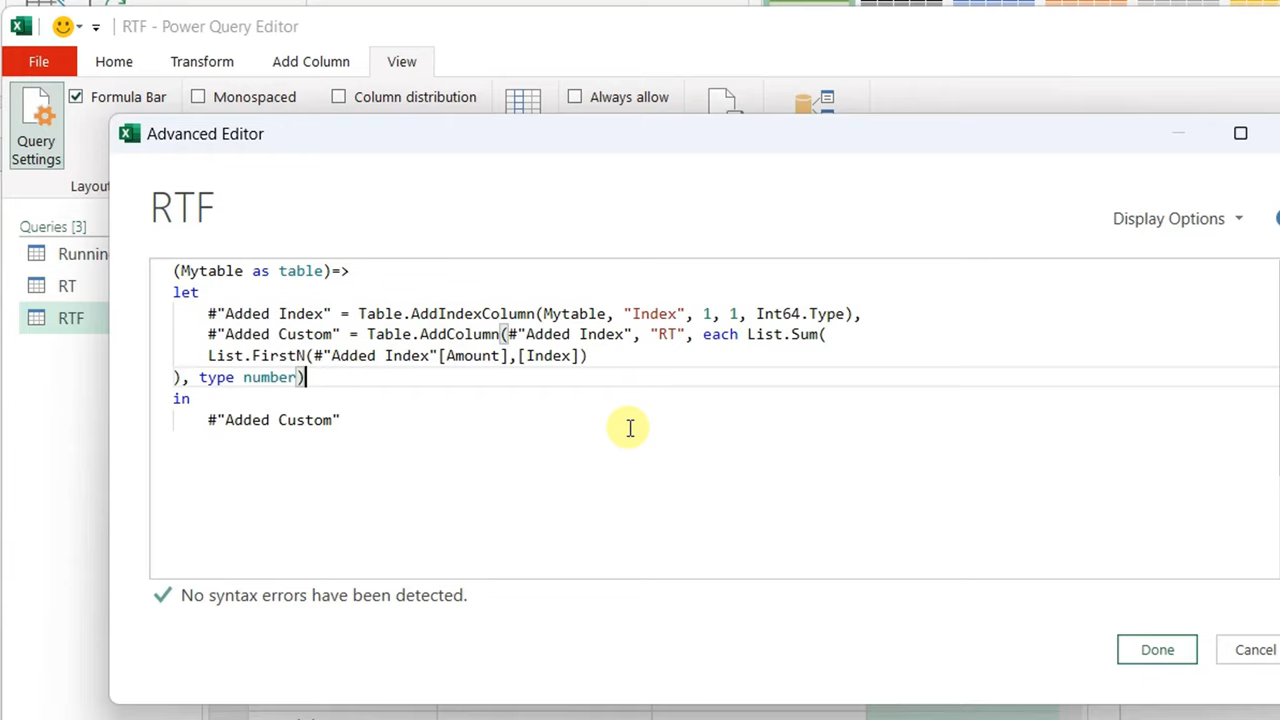 RTF - Power Query Editor
File Home Transform Add Column View
Formula Bar Monospaced Column distribution Always allow
Query
Settings
Layou
Advanced Editor
RTF
Display Options
Queries [3]
Runnin
RT
RTF
(Mytable as table)=>
let
#"Added Index" = Table.AddIndexColumn(Mytable, "Index", 1, 1, Int64.Type),
#"Added Custom" = Table.AddColumn(#"Added Index", "RT", each List.Sum(
List.FirstN(#"Added Index"[Amount],[Index])
), type number)
in
#"Added Custom"
No syntax errors have been detected.
Done Cancel